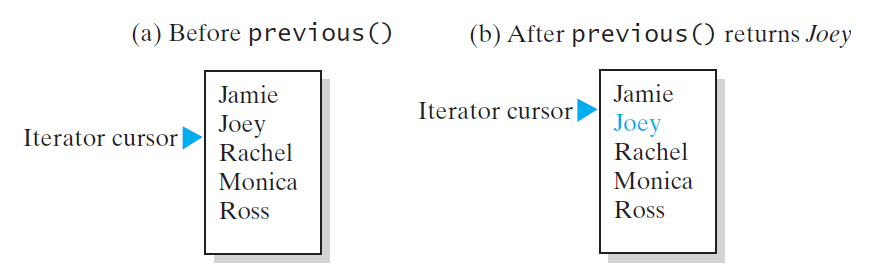 (a) Before previous()
Iterator cursor
Jamie
Joey
Rachel
Monica
Ross
(b) After previous() returns Joey
Iterator cursor
Jamie
Joey
Rachel
Monica
Ross